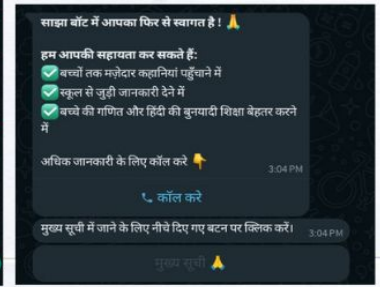 साझा बॉट में आपका फिर से स्वागत है ! 🙏
हम आपकी सहायता कर सकते हैं:
✅बच्चों तक मज़ेदार कहानियां पहुँचाने में
✅स्कूल से जुड़ी जानकारी देने में
✅बच्चे की गणित और हिंदी की बुनयादी शिक्षा बेहतर करने
में
अधिक जानकारी के लिए कॉल करे 👇
3:04 PM
कॉल करे
मुख्य सूची में जाने के लिए नीचे दिए गए बटन पर क्लिक करें।
3:04 PM
मुख्य सूची 🙏